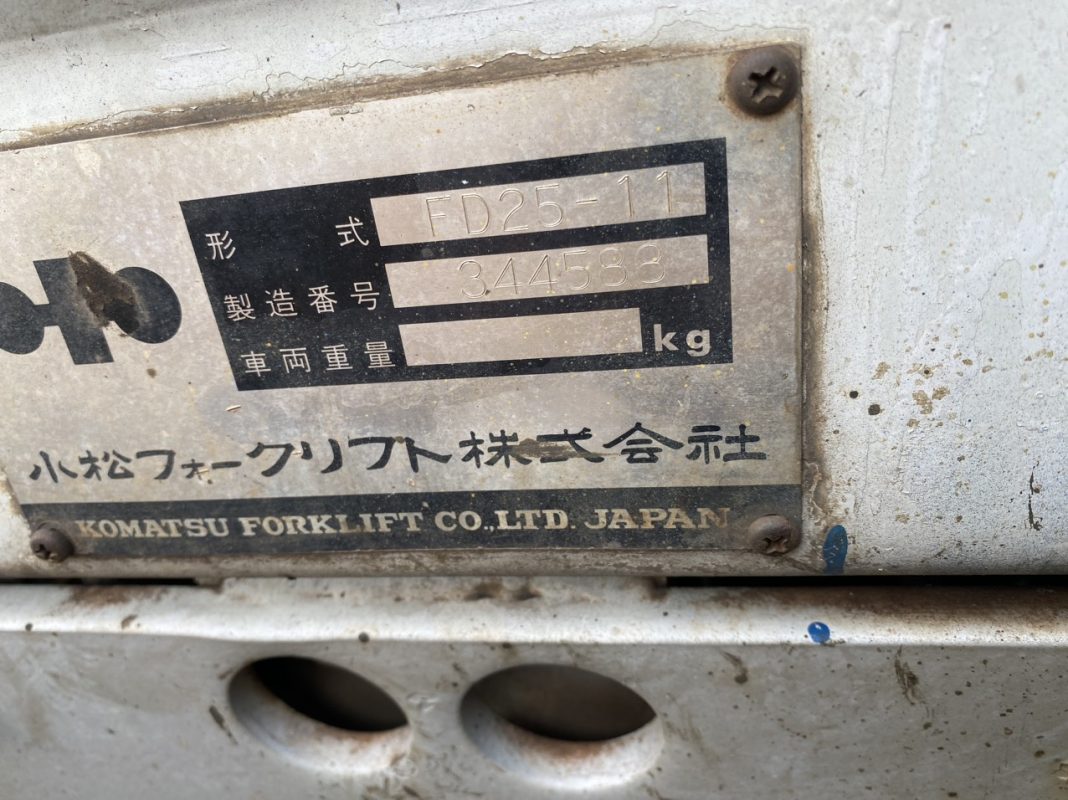 形式 FD25-11
製造番号 344588
車両重量 kg
小松フォークリフト株式会社
KOMATSU FORKLIFT CO.,LTD. JAPAN